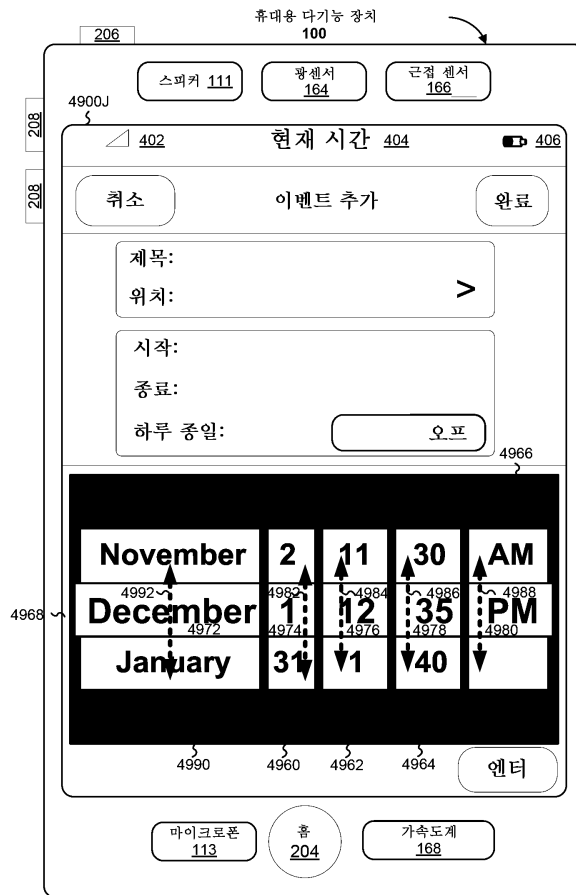 휴대용 다기능 장치
100
206
스피커 111
광센서
164
근접 센서
166
4900J
208
208
402
현재 시간 404
406
취소
이벤트 추가
완료
제목:
위치:
>
시작:
종료:
하루 종일:
오프
4966
November 2 11 30 AM
4992 4982 4984 4986 4988
4968
December 1 12 35 PM
4972 4974 4976 4978 4980
January 31 1 40
4990 4960 4962 4964
엔터
마이크로폰
113
홈
204
가속도계
168